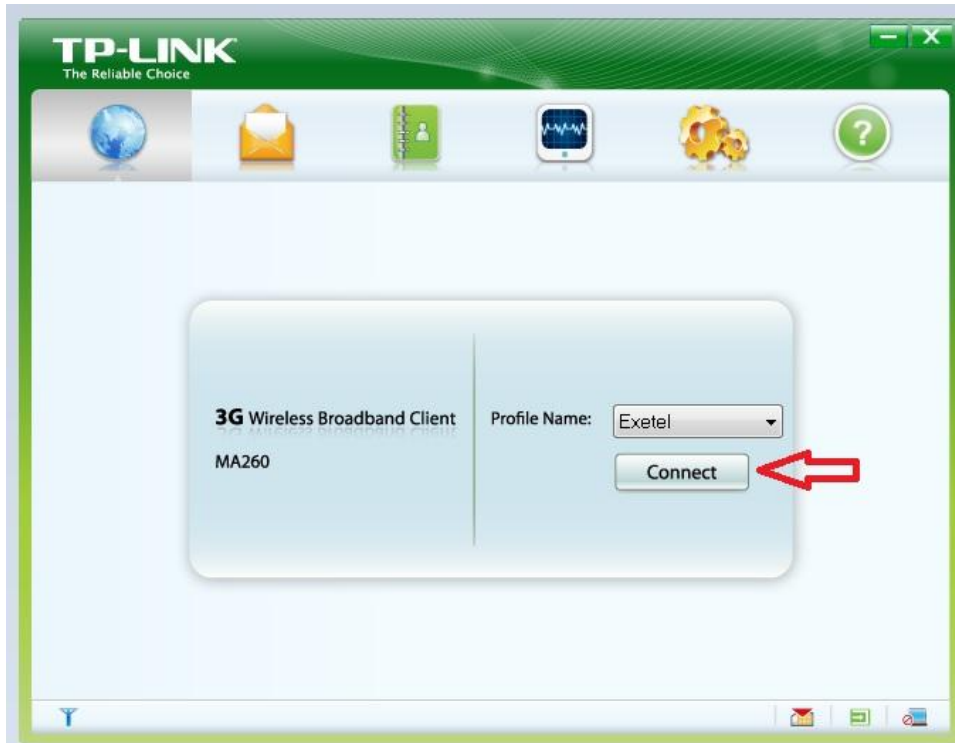 TP-LINK
The Reliable Choice
?
3G Wireless Broadband Client
MA260
Profile Name:
Exetel
Connect